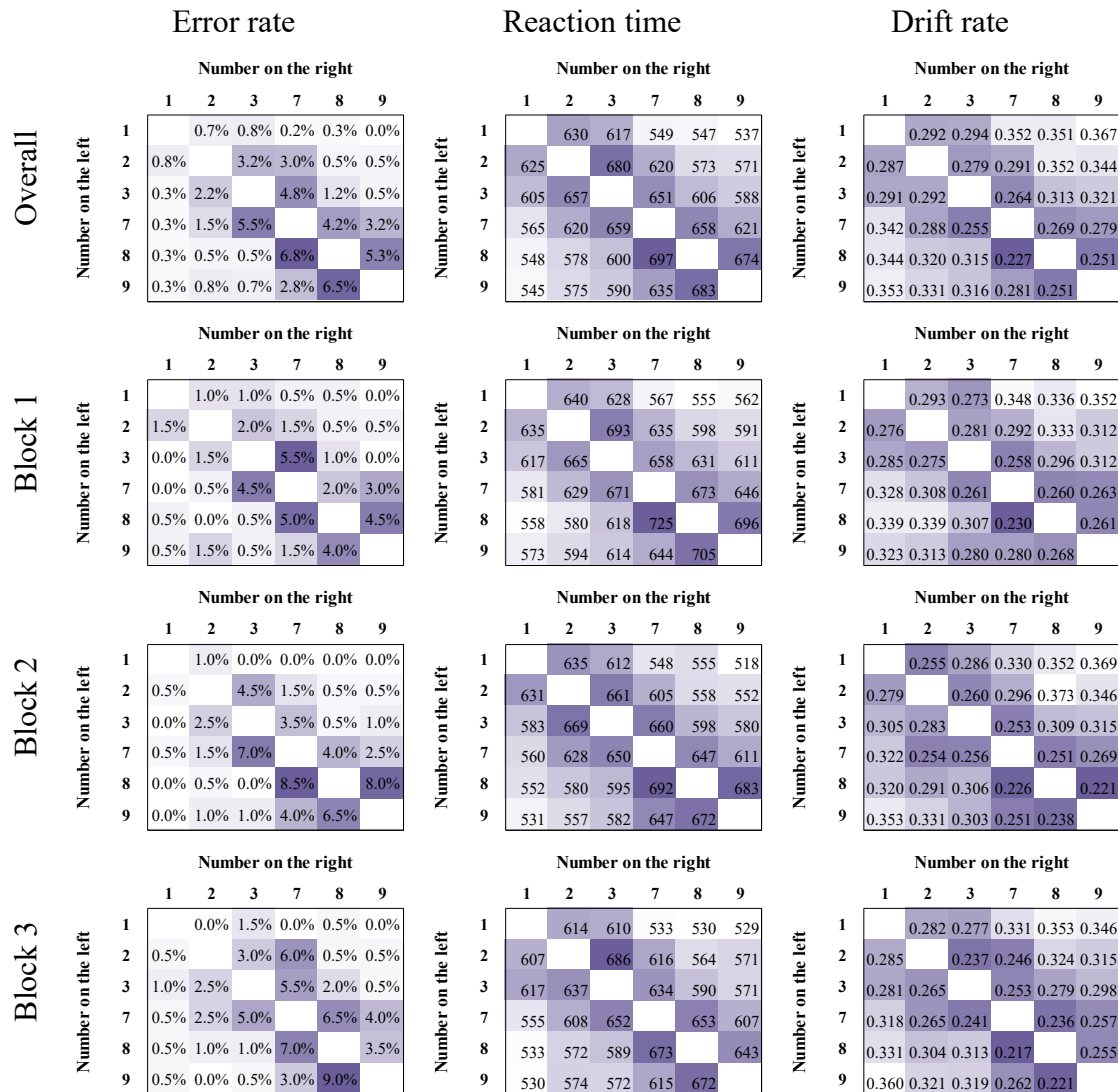 Error rate Reaction time Drift rate
Overall
Number on the right Number on the right Number on the right
1 2 3 7 8 9 1 2 3 7 8 9 1 2 3 7 8 9
Number on the left Number on the left Number on the left
1 0.7% 0.8% 0.2% 0.3% 0.0% 1 630 617 549 547 537 1 0.292 0.294 0.352 0.351 0.367
2 0.8% 3.2% 3.0% 0.5% 0.5% 2 625 680 620 573 571 2 0.287 0.279 0.291 0.352 0.344
3 0.3% 2.2% 4.8% 1.2% 0.5% 3 605 657 651 606 588 3 0.291 0.292 0.264 0.313 0.321
7 0.3% 1.5% 5.5% 4.2% 3.2% 7 565 620 659 658 621 7 0.342 0.288 0.255 0.269 0.279
8 0.3% 0.5% 0.5% 6.8% 5.3% 8 548 578 600 697 674 8 0.344 0.320 0.315 0.227 0.251
9 0.3% 0.8% 0.7% 2.8% 6.5% 9 545 575 590 635 683 9 0.353 0.331 0.316 0.281 0.251
Block 1
Number on the right Number on the right Number on the right
1 2 3 7 8 9 1 2 3 7 8 9 1 2 3 7 8 9
Number on the left Number on the left Number on the left
1 1.0% 1.0% 0.5% 0.5% 0.0% 1 640 628 567 555 562 1 0.293 0.273 0.348 0.336 0.352
2 1.5% 2.0% 1.5% 0.5% 0.5% 2 635 693 635 598 591 2 0.276 0.281 0.292 0.333 0.312
3 0.0% 1.5% 5.5% 1.0% 0.0% 3 617 665 658 631 611 3 0.285 0.275 0.258 0.296 0.312
7 0.0% 0.5% 4.5% 2.0% 3.0% 7 581 629 671 673 646 7 0.328 0.308 0.261 0.260 0.263
8 0.5% 0.0% 0.5% 5.0% 4.5% 8 558 580 618 725 696 8 0.339 0.339 0.307 0.230 0.261
9 0.5% 1.5% 0.5% 1.5% 4.0% 9 573 594 614 644 705 9 0.323 0.313 0.280 0.280 0.268
Block 2
Number on the right Number on the right Number on the right
1 2 3 7 8 9 1 2 3 7 8 9 1 2 3 7 8 9
Number on the left Number on the left Number on the left
1 1.0% 0.0% 0.0% 0.0% 0.0% 1 635 612 548 555 518 1 0.255 0.286 0.330 0.352 0.369
2 0.5% 4.5% 1.5% 0.5% 0.5% 2 631 661 605 558 552 2 0.279 0.260 0.296 0.373 0.346
3 0.0% 2.5% 3.5% 0.5% 1.0% 3 583 669 660 598 580 3 0.305 0.283 0.253 0.309 0.315
7 0.5% 1.5% 7.0% 4.0% 2.5% 7 560 628 650 647 611 7 0.322 0.254 0.256 0.251 0.269
8 0.0% 0.5% 0.0% 8.5% 8.0% 8 552 580 595 692 683 8 0.320 0.291 0.306 0.226 0.221
9 0.0% 1.0% 1.0% 4.0% 6.5% 9 531 557 582 647 672 9 0.353 0.331 0.303 0.251 0.238
Block 3
Number on the right Number on the right Number on the right
1 2 3 7 8 9 1 2 3 7 8 9 1 2 3 7 8 9
Number on the left Number on the left Number on the left
1 0.0% 1.5% 0.0% 0.5% 0.0% 1 614 610 533 530 529 1 0.282 0.277 0.331 0.353 0.346
2 0.5% 3.0% 6.0% 0.5% 0.5% 2 607 686 616 564 571 2 0.285 0.237 0.246 0.324 0.315
3 1.0% 2.5% 5.5% 2.0% 0.5% 3 617 637 634 590 571 3 0.281 0.265 0.253 0.279 0.298
7 0.5% 2.5% 5.0% 6.5% 4.0% 7 555 608 652 653 607 7 0.318 0.265 0.241 0.236 0.257
8 0.5% 1.0% 1.0% 7.0% 3.5% 8 533 572 589 673 643 8 0.331 0.304 0.313 0.217 0.255
9 0.5% 0.0% 0.5% 3.0% 9.0% 9 530 574 572 615 672 9 0.360 0.321 0.319 0.262 0.221